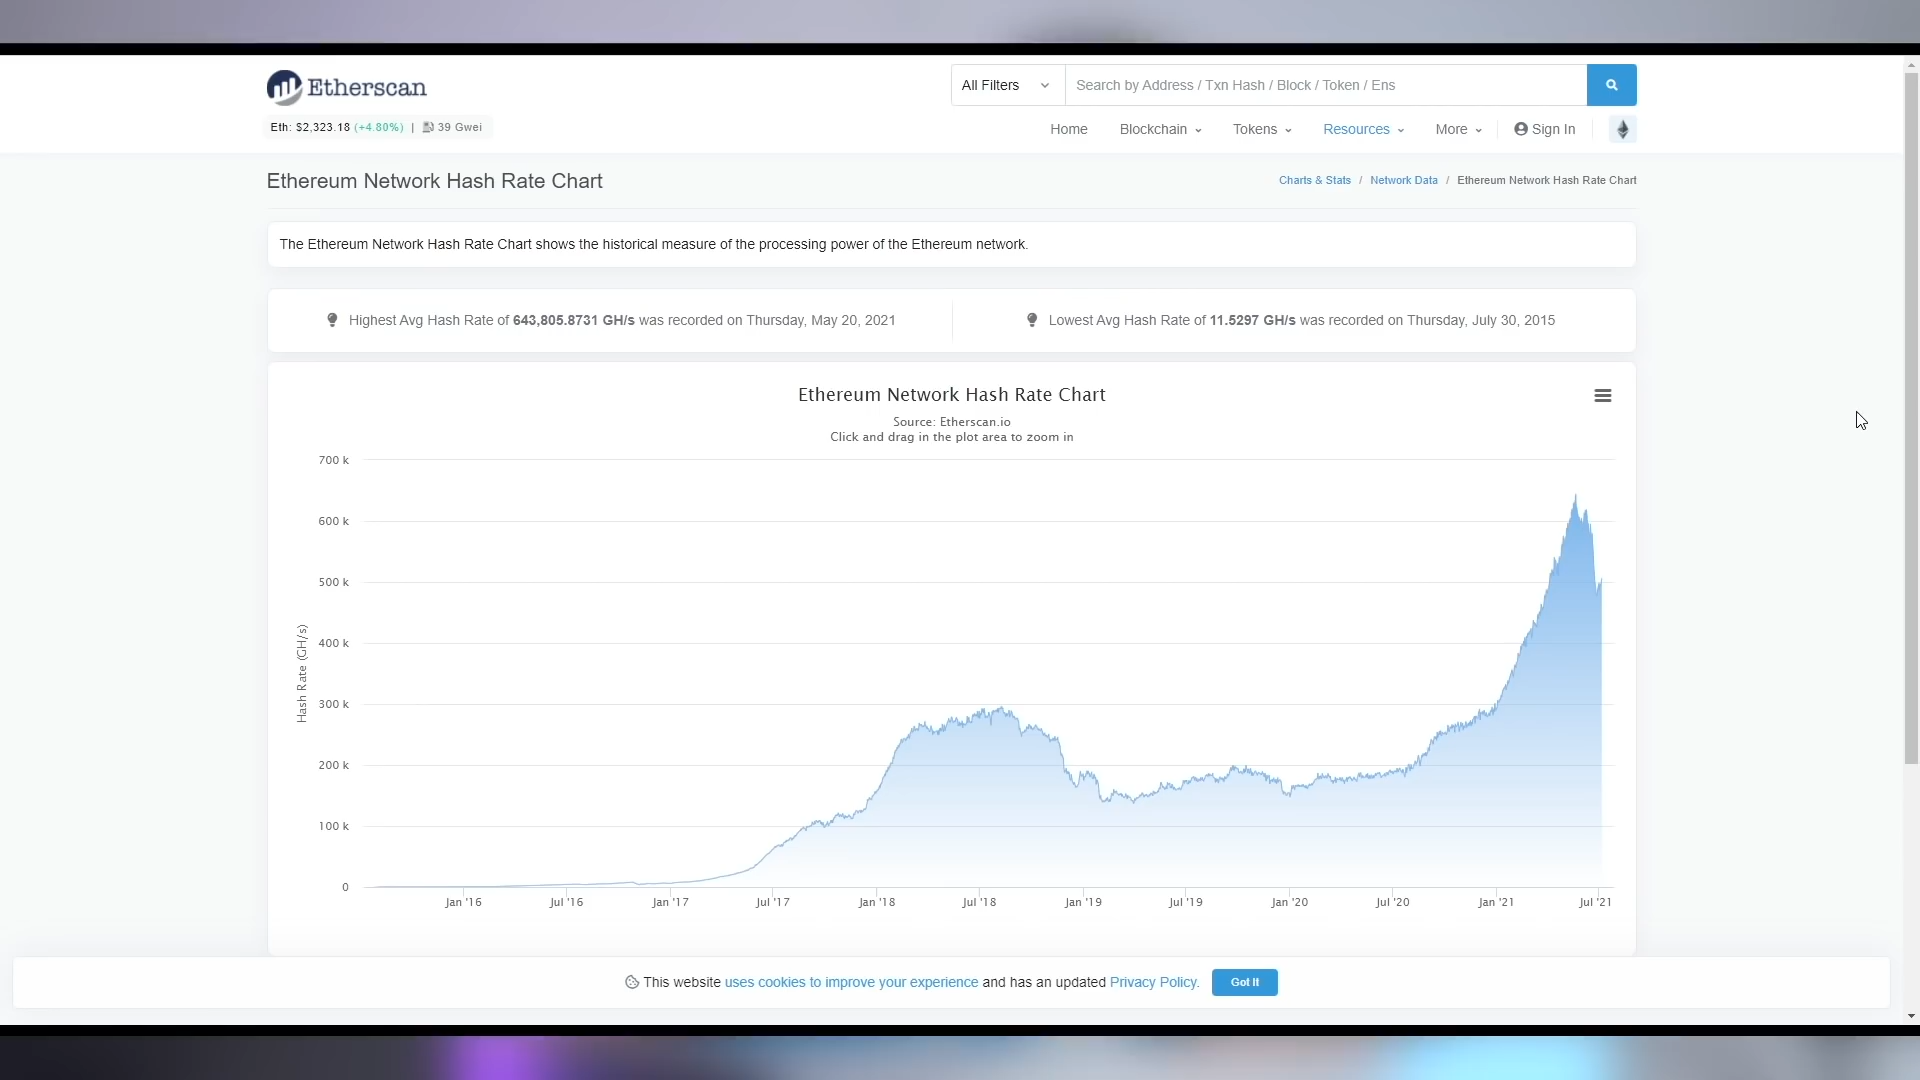 Etherscan
All Filters
Search by Address / Txn Hash / Block / Token / Ens
Eth: $2,323.18 (+4.80%) | 39 Gwei
Home Blockchain Tokens Resources More Sign In
Ethereum Network Hash Rate Chart
Charts & Stats / Network Data / Ethereum Network Hash Rate Chart
The Ethereum Network Hash Rate Chart shows the historical measure of the processing power of the Ethereum network.
Highest Avg Hash Rate of 643,805.8731 GH/s was recorded on Thursday, May 20, 2021
Lowest Avg Hash Rate of 11.5297 GH/s was recorded on Thursday, July 30, 2015
Ethereum Network Hash Rate Chart
Source: Etherscan.io
Click and drag in the plot area to zoom in
Hash Rate (GH/s)
700 k
600 k
500 k
400 k
300 k
200 k
100 k
0
Jan '16 Jul '16 Jan '17 Jul '17 Jan '18 Jul '18 Jan '19 Jul '19 Jan '20 Jul '20 Jan '21 Jul '21
This website uses cookies to improve your experience and has an updated Privacy Policy.
Got It